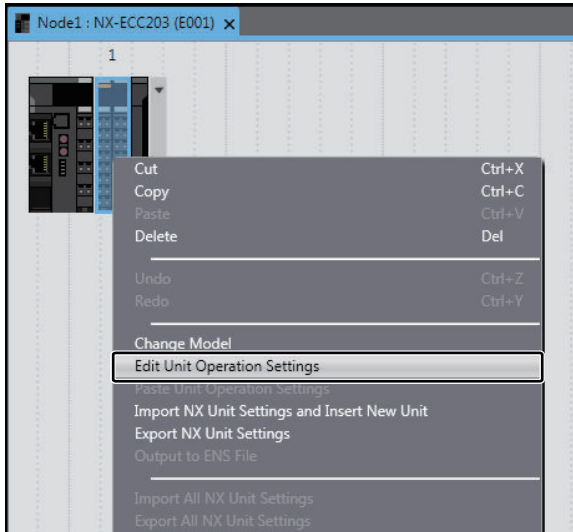 Node1 : NX-ECC203 (E001) x
1
Cut Ctrl+X
Copy Ctrl+C
Paste Ctrl+V
Delete Del
Undo Ctrl+Z
Redo Ctrl+Y
Change Model
Edit Unit Operation Settings
Paste Unit Operation Settings
Import NX Unit Settings and Insert New Unit
Export NX Unit Settings
Output to ENS File
Import All NX Unit Settings
Export All NX Unit Settings